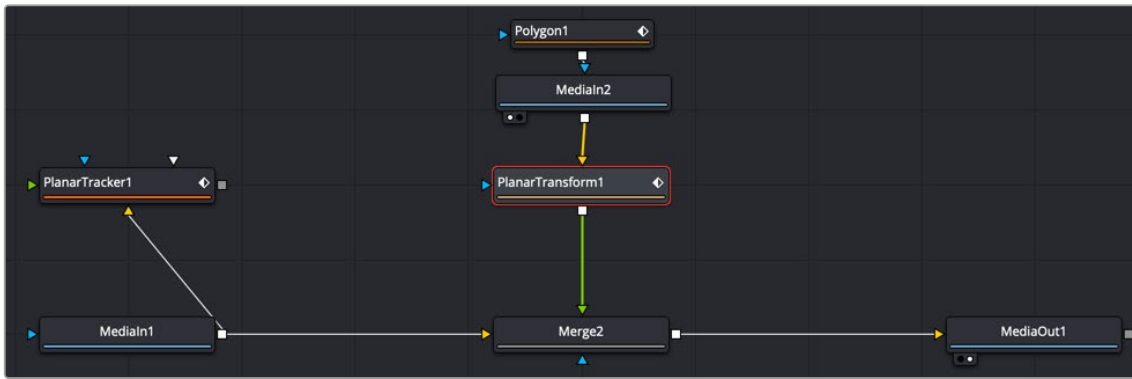 Polygon1
MediaIn2
PlanarTracker1
PlanarTransform1
MediaIn1
Merge2
MediaOut1